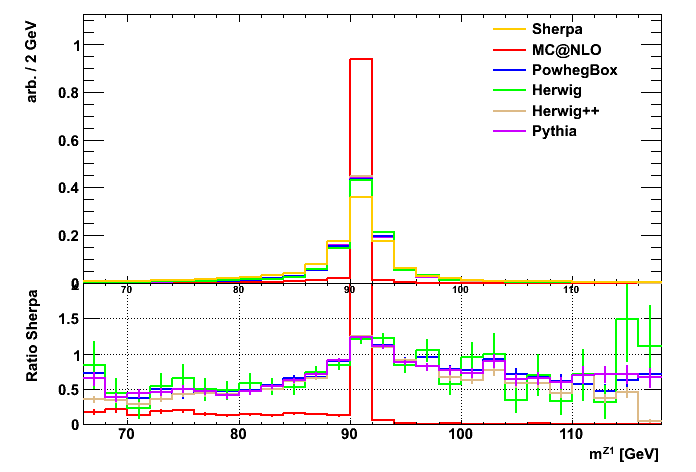 arb. / 2 GeV
1
0.8
0.6
0.4
0.2
0
Sherpa
MC@NLO
PowhegBox
Herwig
Herwig++
Pythia
70 80 90 100 110
Ratio Sherpa
1.5
1
0.5
0
70 80 90 100 110
m^Z1 [GeV]